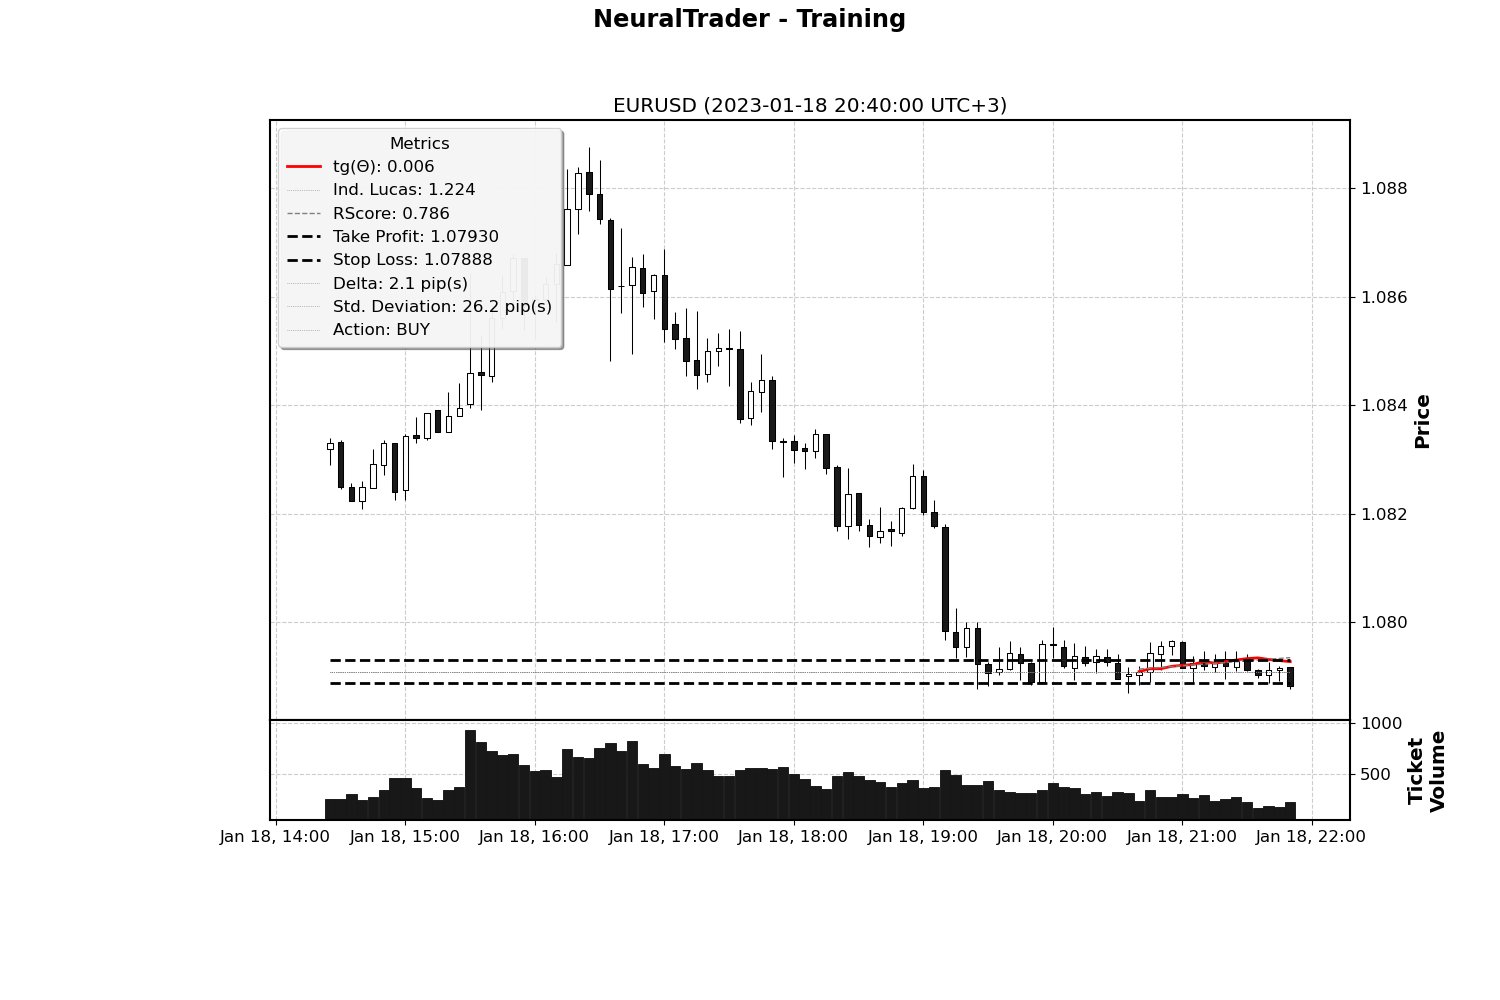 NeuralTrader - Training
EURUSD (2023-01-18 20:40:00 UTC+3)
Metrics
tg(Θ): 0.006
Ind. Lucas: 1.224
RScore: 0.786
Take Profit: 1.07930
Stop Loss: 1.07888
Delta: 2.1 pip(s)
Std. Deviation: 26.2 pip(s)
Action: BUY
1.088
1.086
1.084
1.082
1.080
Price
1000
500
Ticket
Volume
Jan 18, 14:00
Jan 18, 15:00
Jan 18, 16:00
Jan 18, 17:00
Jan 18, 18:00
Jan 18, 19:00
Jan 18, 20:00
Jan 18, 21:00
Jan 18, 22:00